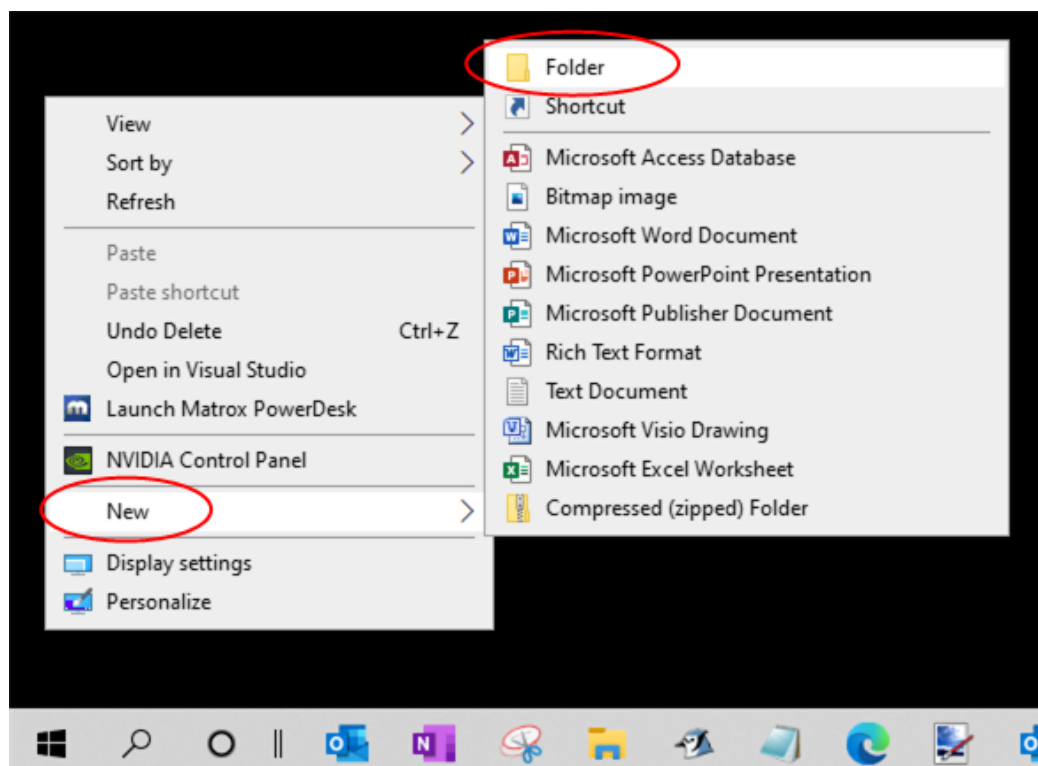 View
Sort by
Refresh
Paste
Paste shortcut
Undo Delete Ctrl+Z
Open in Visual Studio
Launch Matrox PowerDesk
NVIDIA Control Panel
New
Display settings
Personalize
Folder
Shortcut
Microsoft Access Database
Bitmap image
Microsoft Word Document
Microsoft PowerPoint Presentation
Microsoft Publisher Document
Rich Text Format
Text Document
Microsoft Visio Drawing
Microsoft Excel Worksheet
Compressed (zipped) Folder